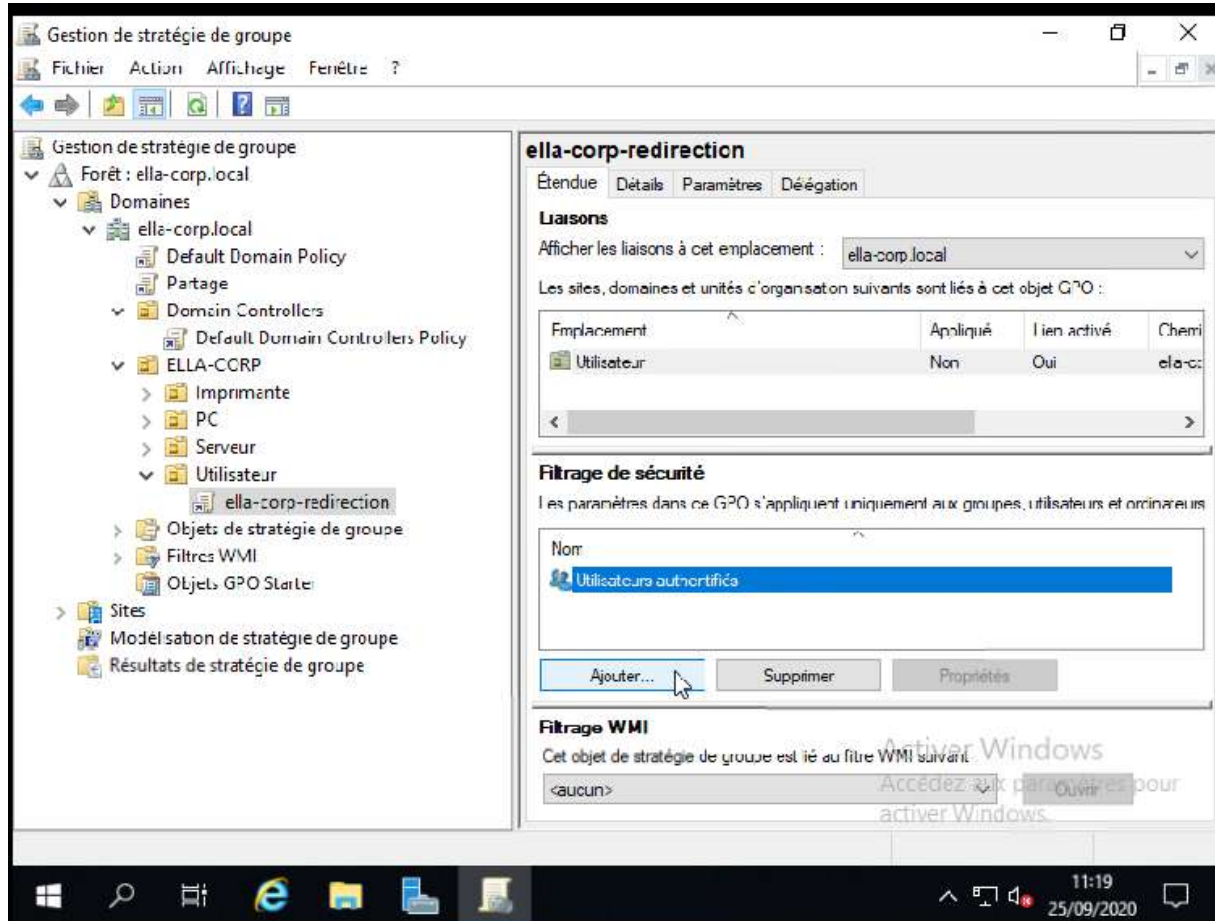 Gestion de stratégie de groupe
Fichier Action Affichage Fenêtre ?
Gestion de stratégie de groupe
Forêt : ella-corp.local
Domaines
ella-corp.local
Default Domain Policy
Partage
Domain Controllers
Default Domain Controllers Policy
ELLA-CORP
Imprimante
PC
Serveur
Utilisateur
ella-corp-redirection
Objets de stratégie de groupe
Filtres WMI
Objets GPO Starter
Sites
Modélisation de stratégie de groupe
Résultats de stratégie de groupe
ella-corp-redirection
Étendue Détails Paramètres Délégation
Liaisons
Afficher les liaisons à cet emplacement : ella-corp.local
Les sites, domaines et unités d'organisation suivants sont liés à cet objet GPO :
Emplacement Appliqué Lien activé Chemi
Utilisateur Non Oui ella-cc
Filtrage de sécurité
Les paramètres dans ce GPO s'appliquent uniquement aux groupes, utilisateurs et ordinateurs
Nom
Utilisateurs authentifiés
Ajouter... Supprimer Propriétés
Filtrage WMI
Cet objet de stratégie de groupe est lié au filtre WMI suivant
<aucun> Ouvrir
Activer Windows
Accédez aux paramètres pour
activer Windows.
11:19
25/09/2020